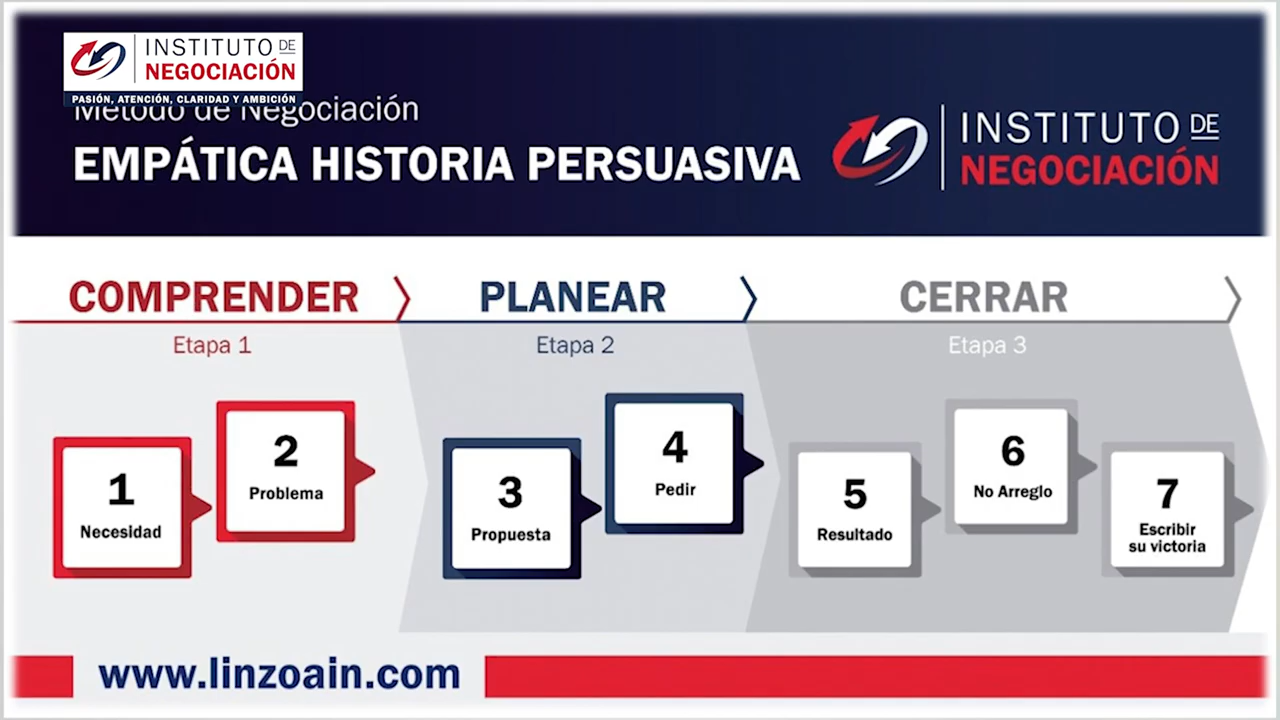 INSTITUTO DE
NEGOCIACIÓN
PASIÓN, ATENCIÓN, CLARIDAD Y AMBICIÓN
Método de Negociación
EMPÁTICA HISTORIA PERSUASIVA
INSTITUTO DE
NEGOCIACIÓN
COMPRENDER
PLANEAR
CERRAR
Etapa 1
Etapa 2
Etapa 3
1
Necesidad
2
Problema
3
Propuesta
4
Pedir
5
Resultado
6
No Arreglo
7
Escribir
su victoria
www.linzoain.com